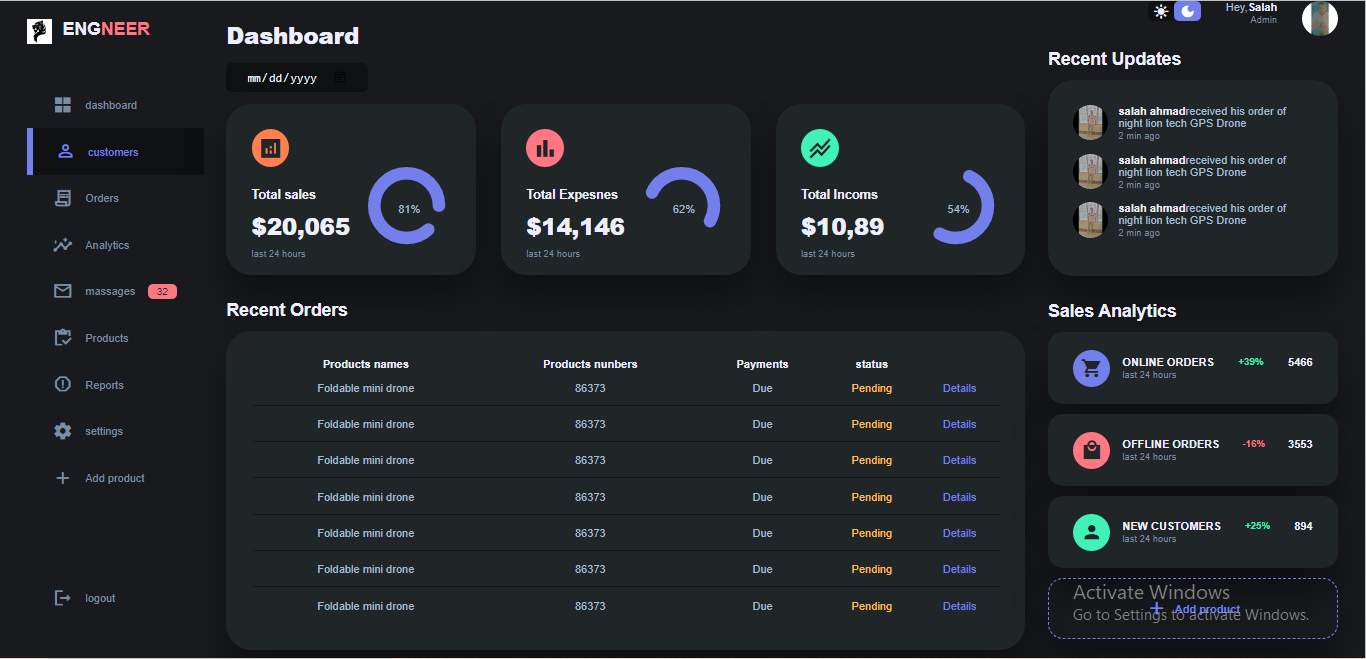 ENGNEER
dashboard
customers
Orders
Analytics
massages 32
Products
Reports
settings
Add product
logout
Dashboard
mm/dd/yyyy
Total sales
$20,065
81%
last 24 hours
Total Expesnes
$14,146
62%
last 24 hours
Total Incoms
$10,89
54%
last 24 hours
Recent Orders
Products names Products nunbers Payments status
Foldable mini drone 86373 Due Pending Details
Foldable mini drone 86373 Due Pending Details
Foldable mini drone 86373 Due Pending Details
Foldable mini drone 86373 Due Pending Details
Foldable mini drone 86373 Due Pending Details
Foldable mini drone 86373 Due Pending Details
Foldable mini drone 86373 Due Pending Details
Hey, Salah
Admin
Recent Updates
salah ahmadreceived his order of
night lion tech GPS Drone
2 min ago
salah ahmadreceived his order of
night lion tech GPS Drone
2 min ago
salah ahmadreceived his order of
night lion tech GPS Drone
2 min ago
Sales Analytics
ONLINE ORDERS +39% 5466
last 24 hours
OFFLINE ORDERS -16% 3553
last 24 hours
NEW CUSTOMERS +25% 894
last 24 hours
Add product
Activate Windows
Go to Settings to activate Windows.